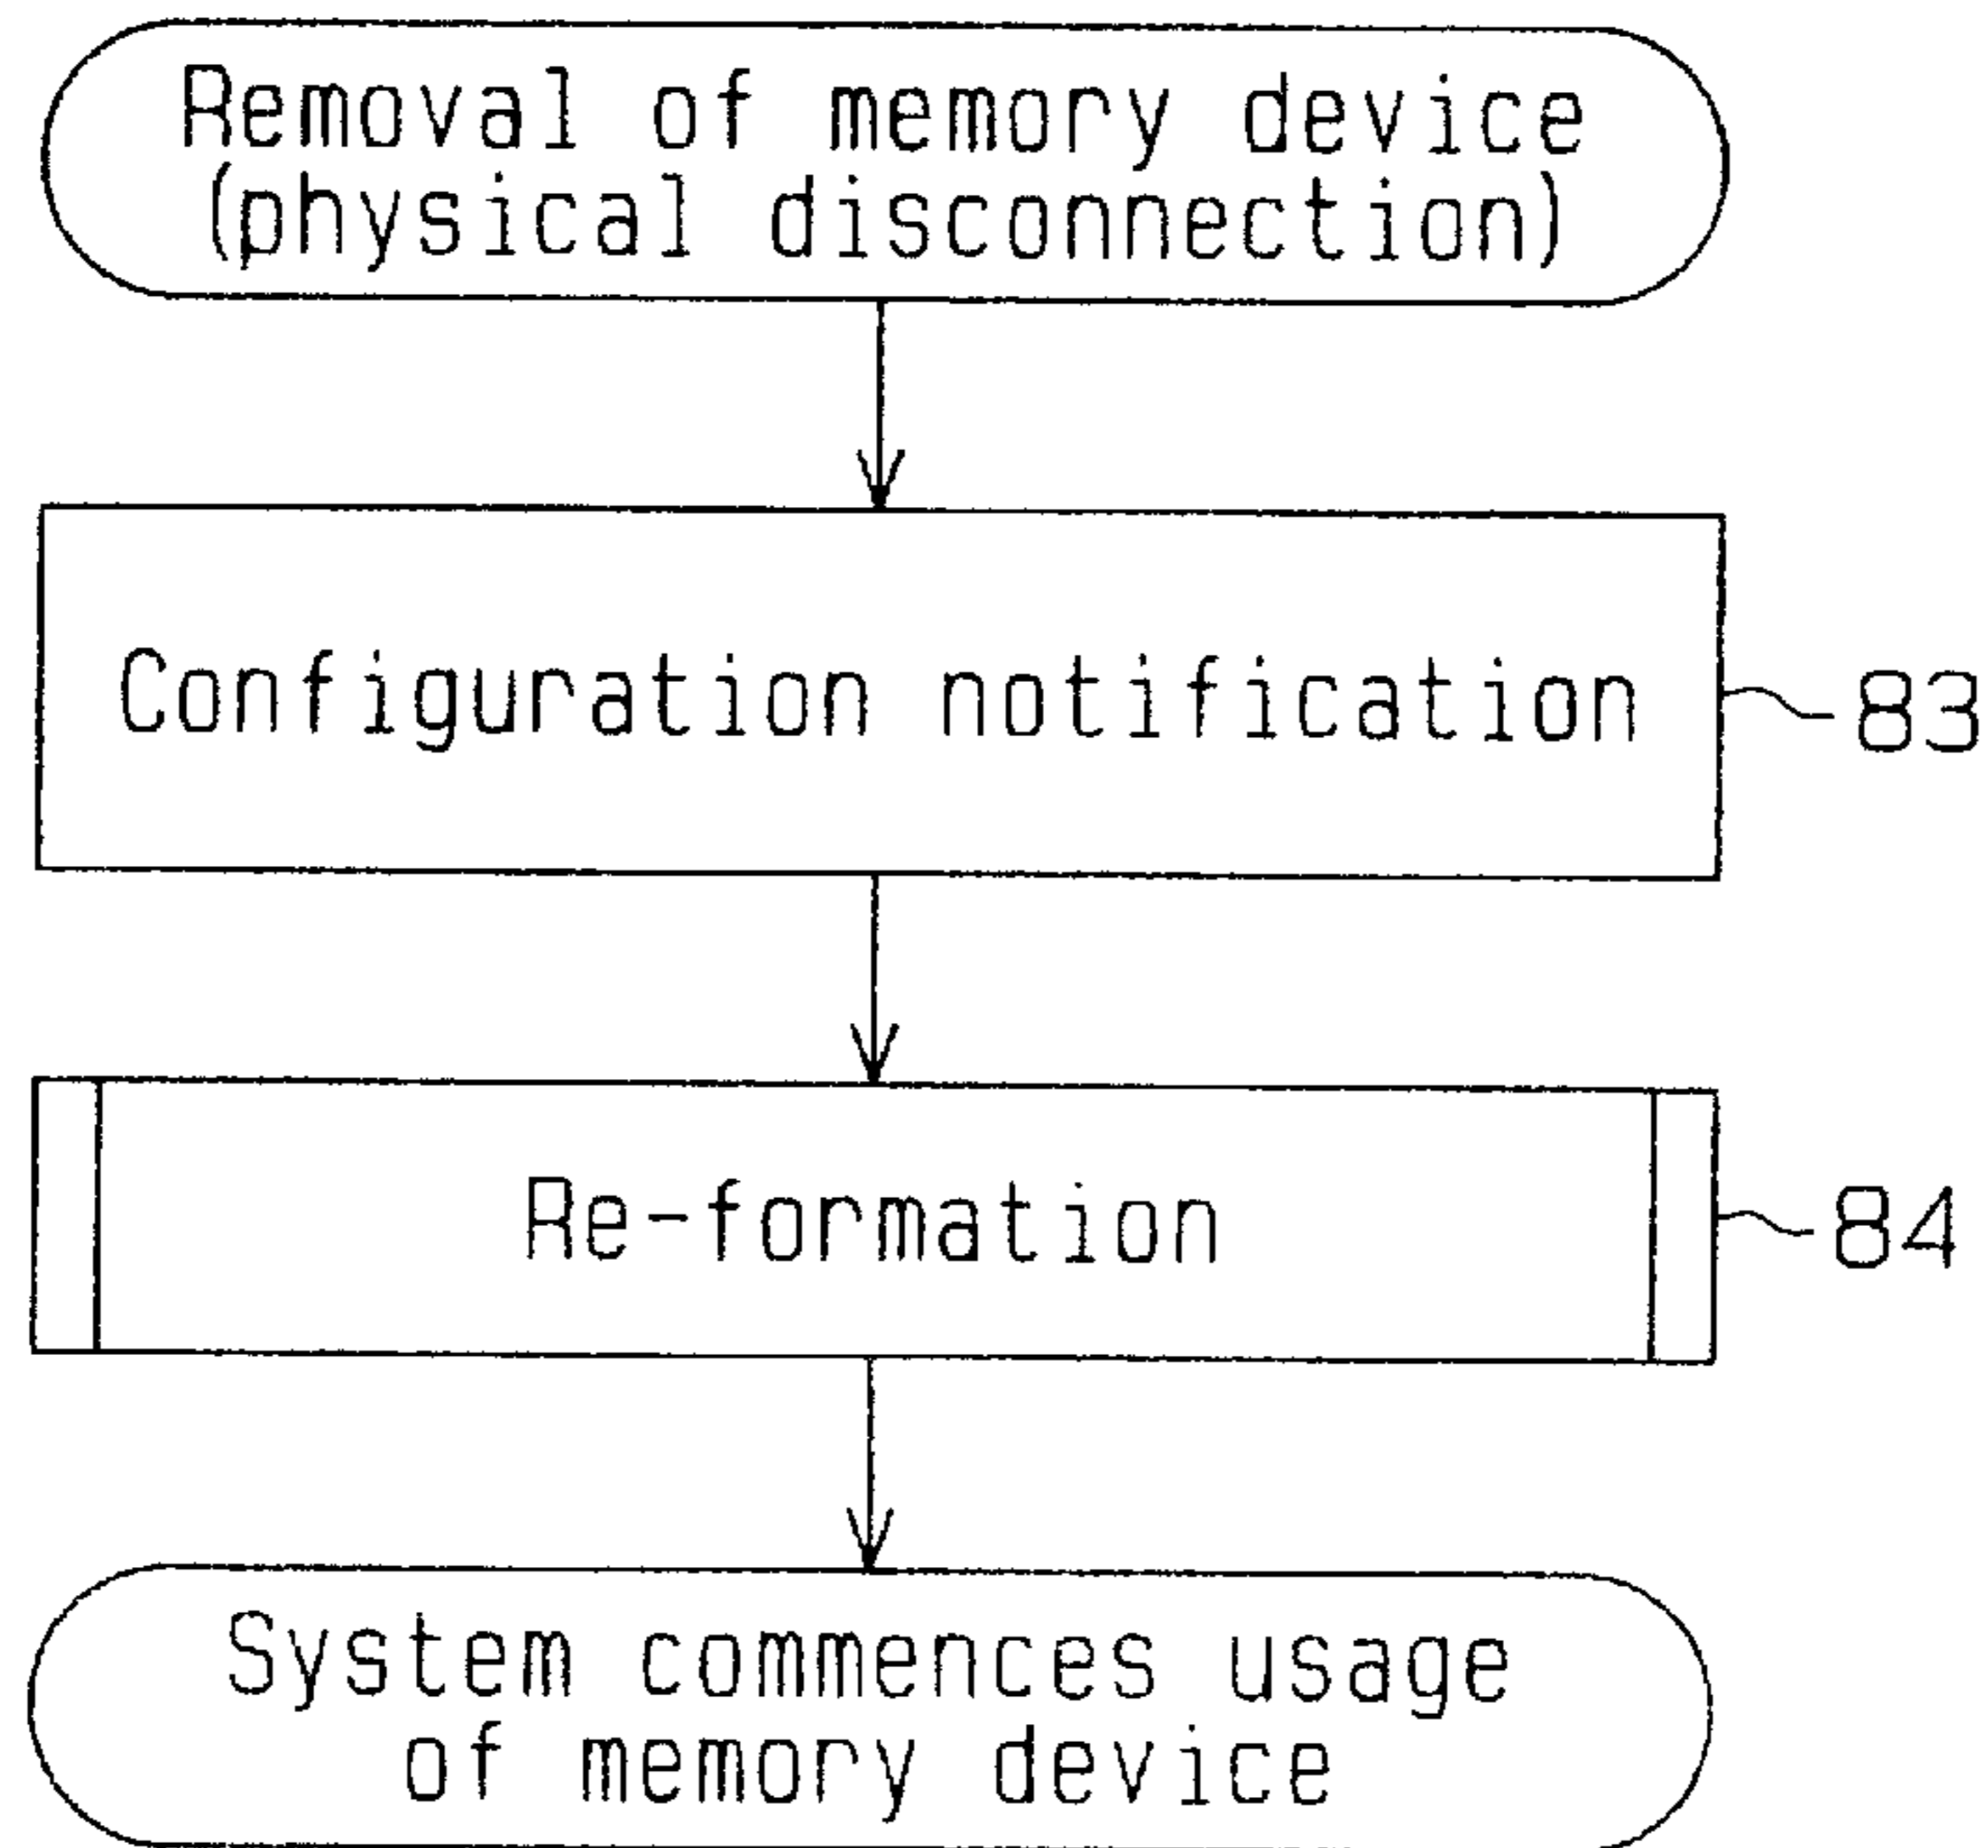 Removal of memory device
(physical disconnection)
Configuration notification
83
Re-formation
84
System commences usage
of memory device